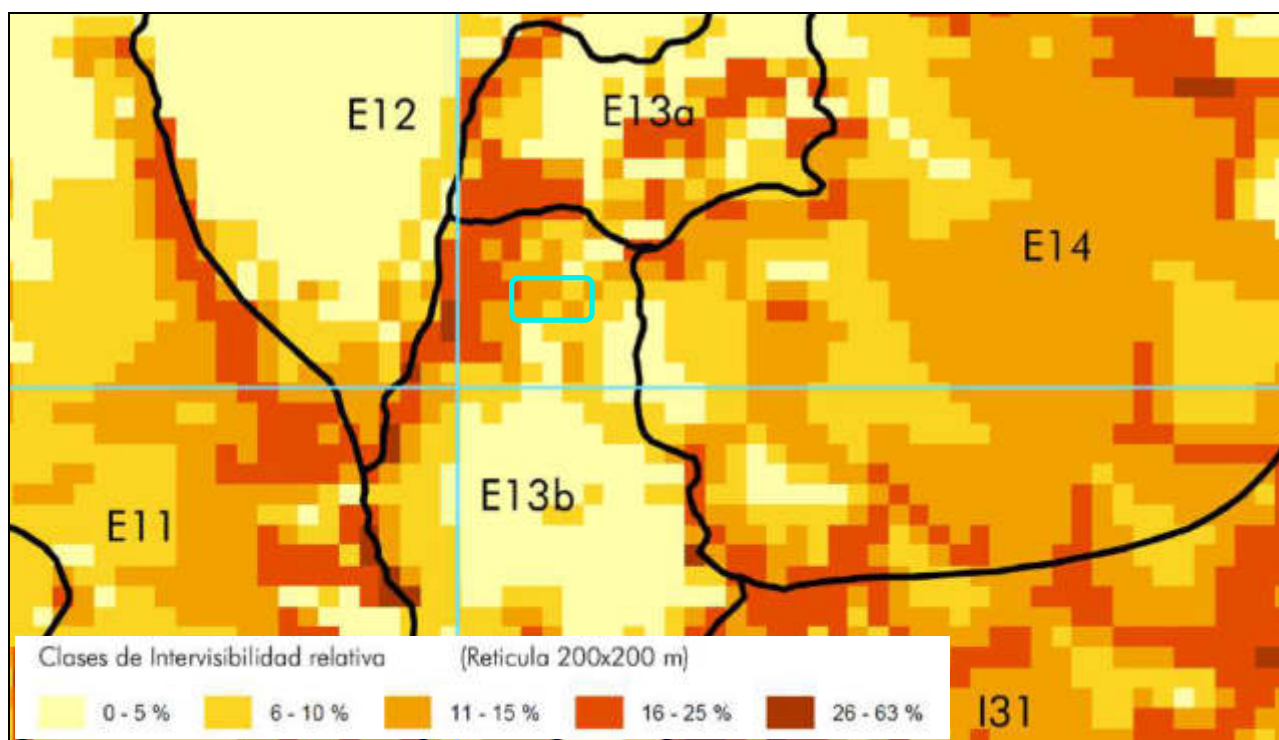 E12
E13a
E14
E13b
E11
Clases de Intervisibilidad relativa (Reticula 200x200 m)
0 - 5 % 6 - 10 % 11 - 15 % 16 - 25 % 26 - 63 %
I31